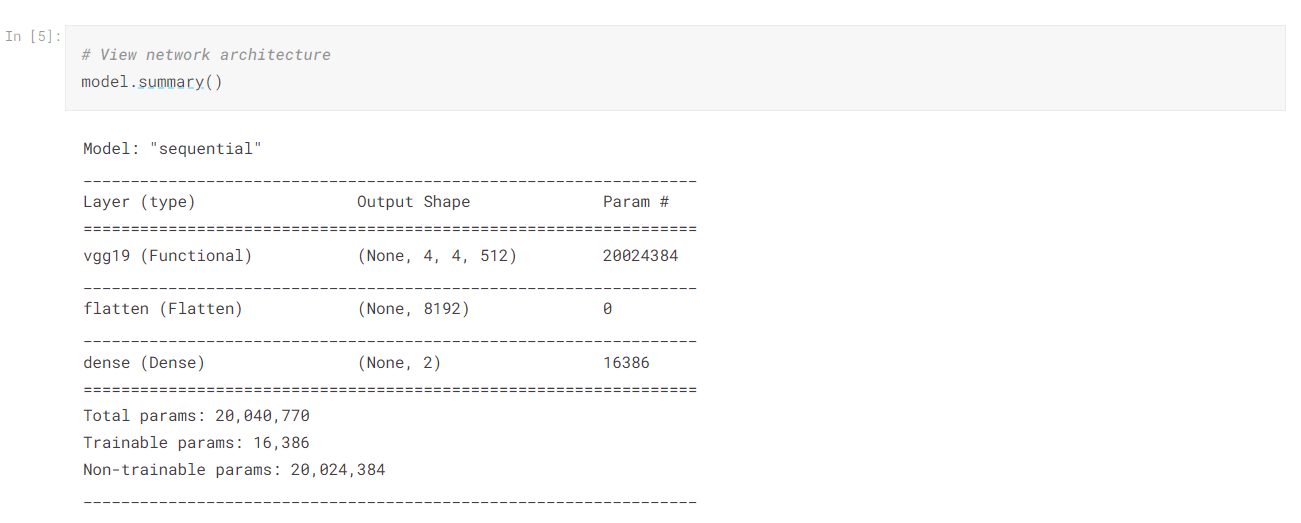 In [5]:
# View network architecture
model.summary()
Model: "sequential"
_________________________________________________________________
Layer (type)                 Output Shape              Param #
=================================================================
vgg19 (Functional)           (None, 4, 4, 512)         20024384
_________________________________________________________________
flatten (Flatten)            (None, 8192)              0
_________________________________________________________________
dense (Dense)                (None, 2)                 16386
=================================================================
Total params: 20,040,770
Trainable params: 16,386
Non-trainable params: 20,024,384
_________________________________________________________________